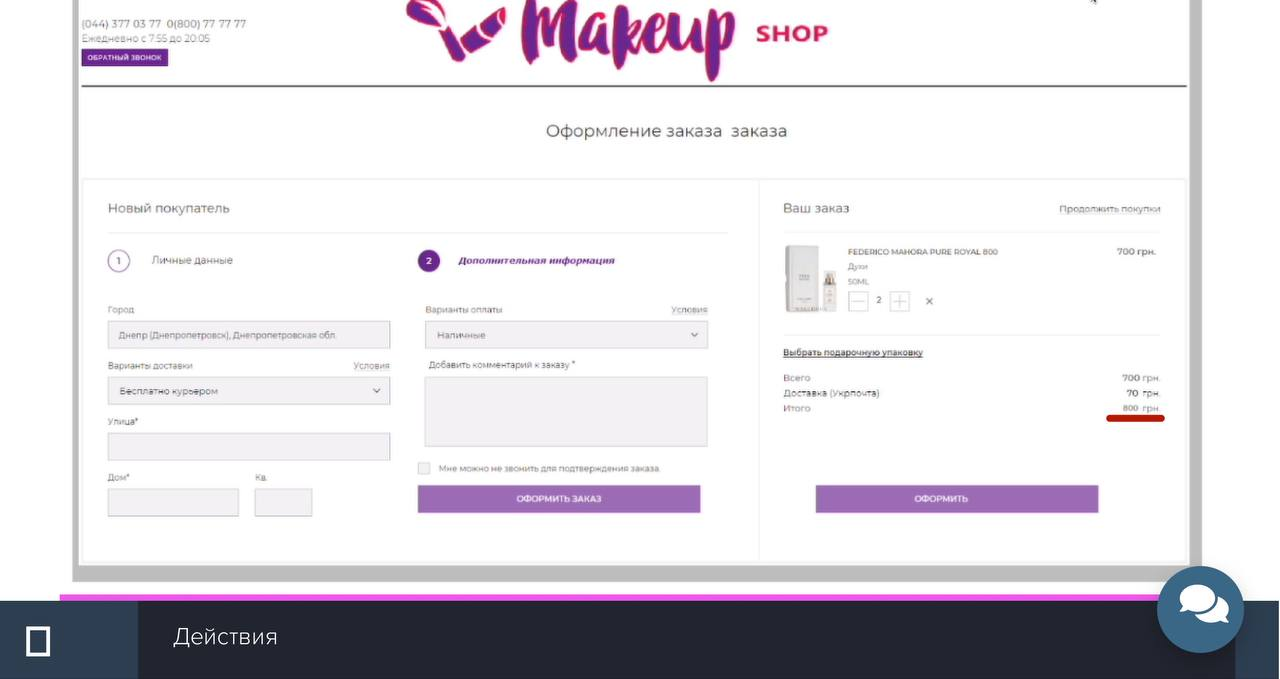 (044) 377 03 77 0(800) 77 77 77
Ежедневно с 7:55 до 20:05
ОБРАТНЫЙ ЗВОНОК
Makeup SHOP
Оформление заказа заказа
Новый покупатель
1 Личные данные
2 Дополнительная информация
Город
Днепр (Днепропетровск), Днепропетровская обл.
Варианты доставки Условия
Бесплатно курьером
Улица*
Дом* Кв.
Варианты оплаты Условия
Наличные
Добавить комментарий к заказу *
Мне можно не звонить для подтверждения заказа.
ОФОРМИТЬ ЗАКАЗ
Ваш заказ Продолжить покупки
FEDERICO MAHORA PURE ROYAL 800 700 грн.
Духи
50ML
2
Выбрать подарочную упаковку
Всего 700 грн.
Доставка (Укрпочта) 70 грн.
Итого 800 грн.
ОФОРМИТЬ
Действия